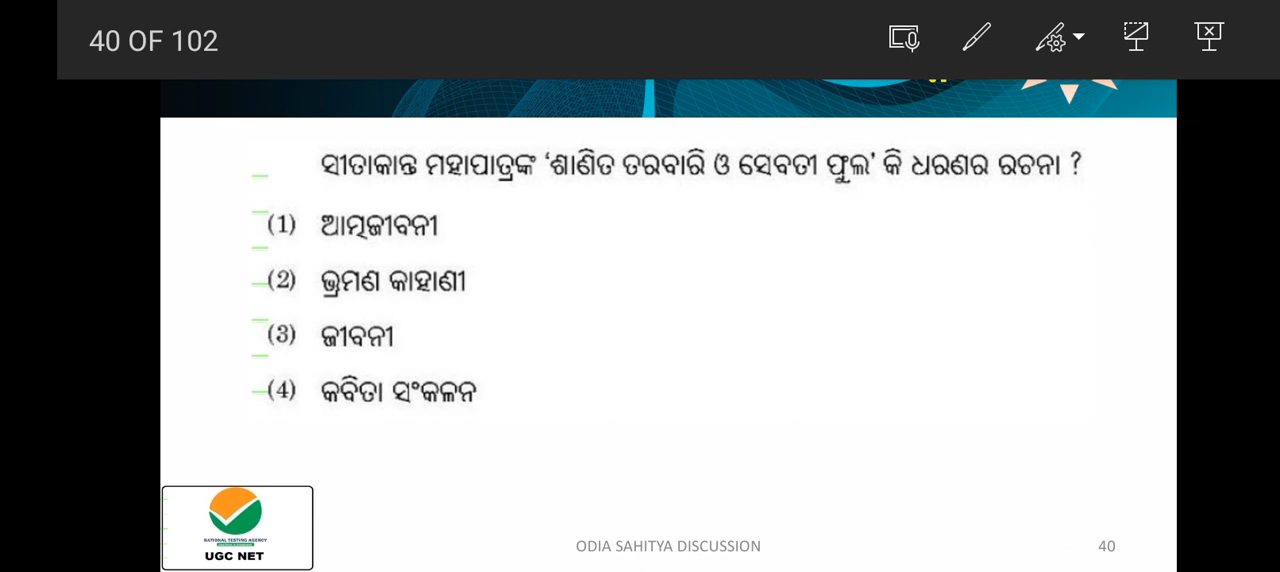 40 OF 102
ସୀତାକାନ୍ତ ମହାପାତ୍ରଙ୍କ ‘ଶାଣିତ ତରବାରି ଓ ସେବତୀ ଫୁଲ’ କି ଧରଣର ରଚନା ?
(1) ଆତ୍ମଜୀବନୀ
(2) ଭ୍ରମଣ କାହାଣୀ
(3) ଜୀବନୀ
(4) କବିତା ସଂକଳନ
NATIONAL TESTING AGENCY
UGC NET
ODIA SAHITYA DISCUSSION
40